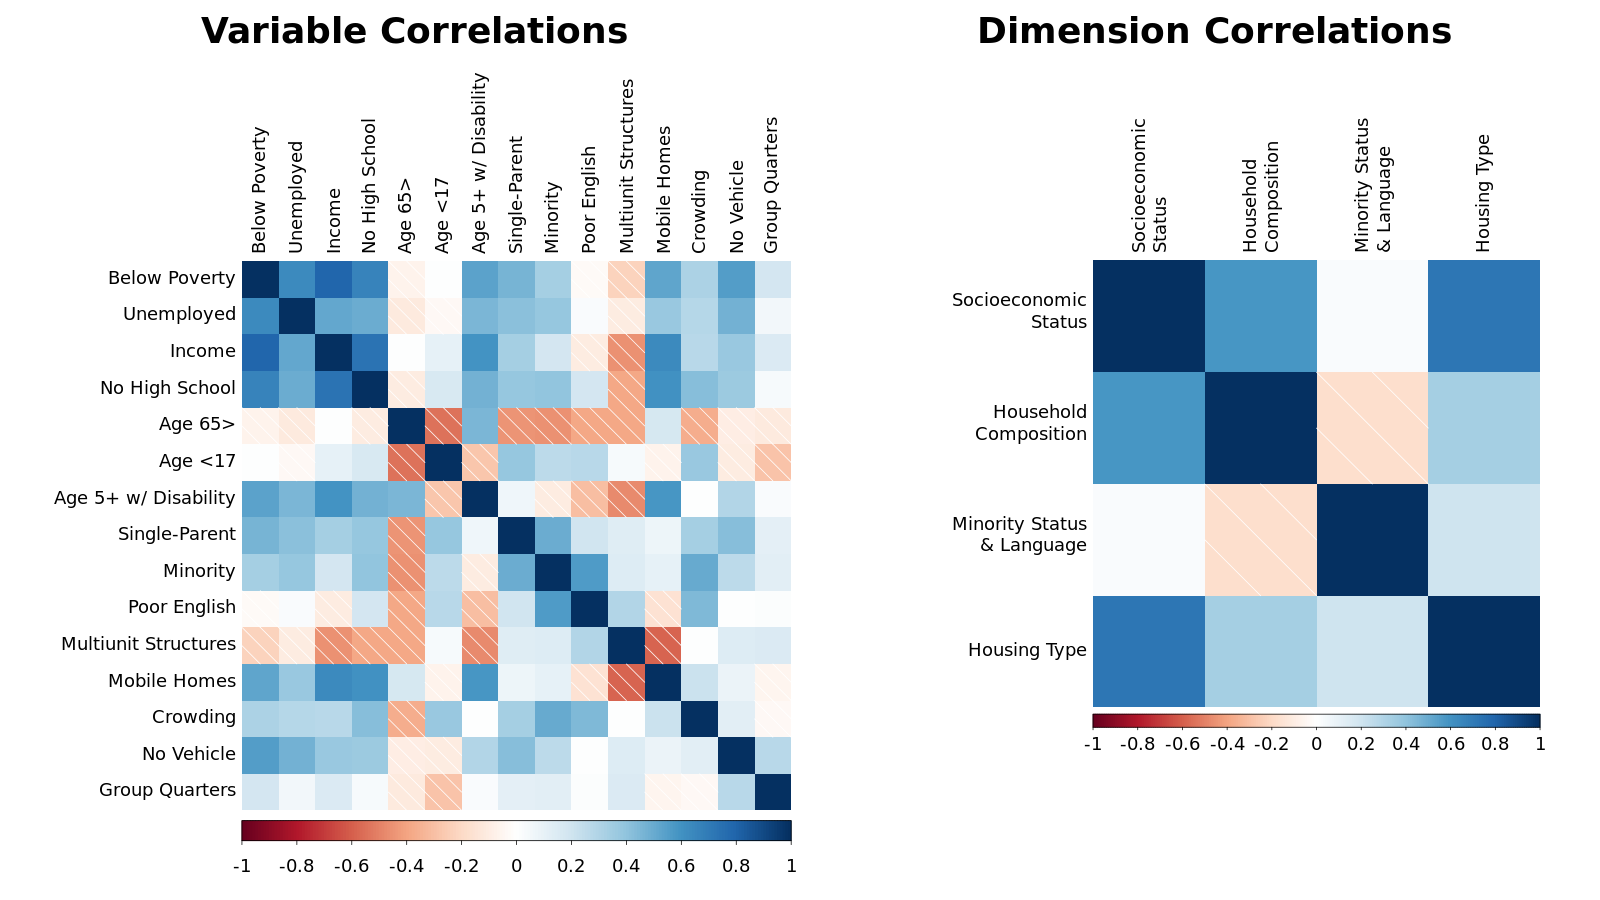 Variable Correlations
Below Poverty
Unemployed
Income
No High School
Age 65>
Age <17
Age 5+ w/ Disability
Single-Parent
Minority
Poor English
Multiunit Structures
Mobile Homes
Crowding
No Vehicle
Group Quarters
Below Poverty
Unemployed
Income
No High School
Age 65>
Age <17
Age 5+ w/ Disability
Single-Parent
Minority
Poor English
Multiunit Structures
Mobile Homes
Crowding
No Vehicle
Group Quarters
-1 -0.8 -0.6 -0.4 -0.2 0 0.2 0.4 0.6 0.8 1
Dimension Correlations
Socioeconomic
Status
Household
Composition
Minority Status
& Language
Housing Type
Socioeconomic
Status
Household
Composition
Minority Status
& Language
Housing Type
-1 -0.8 -0.6 -0.4 -0.2 0 0.2 0.4 0.6 0.8 1